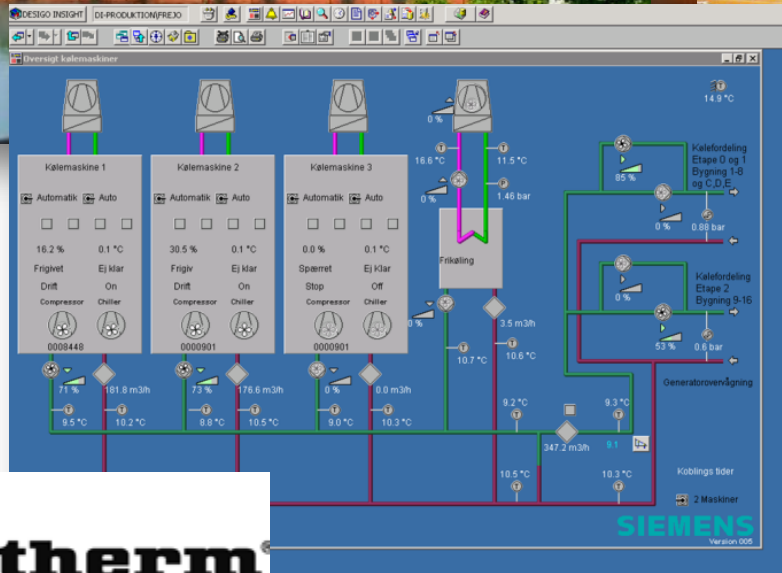 DESIGO INSIGHT DI-PRODUKTION\FREJO
Oversigt kølemaskiner
14.9 °C
0 %
16.6 °C 11.5 °C
0 % 1.46 bar
Frikøling
Kølemaskine 1 Kølemaskine 2 Kølemaskine 3
Automatik Auto Automatik Auto Automatik Auto
16.2 % 0.1 °C 30.5 % 0.1 °C 0.0 % 0.1 °C
Frigivet Ej klar Frigiv Ej klar Spærret Ej Klar
Drift On Drift On Stop Off
Compressor Chiller Compressor Chiller Compressor Chiller
0008448 0000901 0000901
71 % 181.8 m3/h 73 % 176.6 m3/h 0 % 0.0 m3/h
9.5 °C 10.2 °C 8.8 °C 10.5 °C 9.0 °C 10.3 °C
0 % 3.5 m3/h
10.7 °C 10.6 °C
85 %
Kølefordeling
Etape 0 og 1
Bygning 1-8
og C,D,E
0 % 0.88 bar
0 %
Kølefordeling
Etape 2
Bygning 9-16
53 % 0.6 bar
Generatorovervågning
9.2 °C 9.3 °C
347.2 m3/h 9.1
10.5 °C 10.3 °C
Koblings tider
2 Maskiner
SIEMENS
Version 005
therm